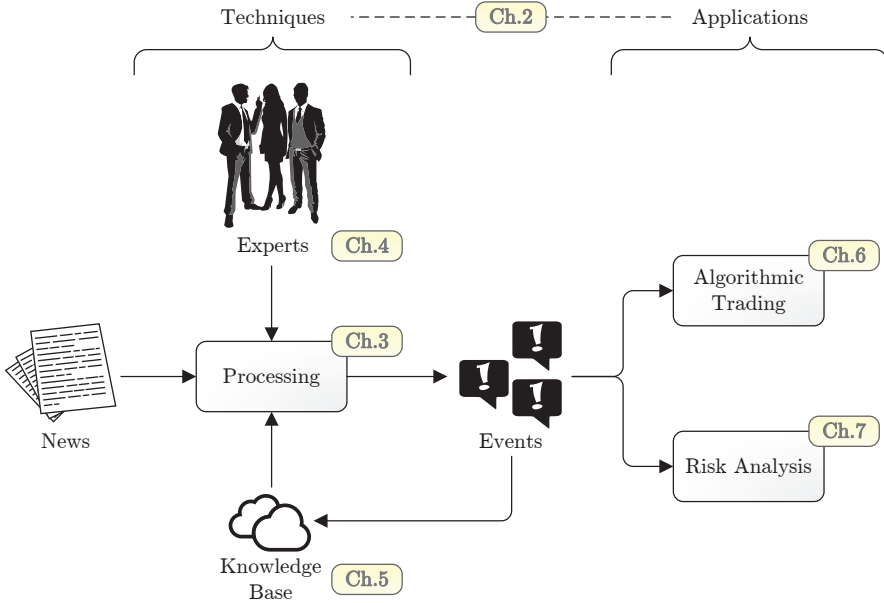 Techniques
Ch.2
Applications
Experts
Ch.4
Ch.6
Algorithmic
Trading
Ch.3
Processing
News
Events
Ch.7
Risk Analysis
Knowledge
Base
Ch.5